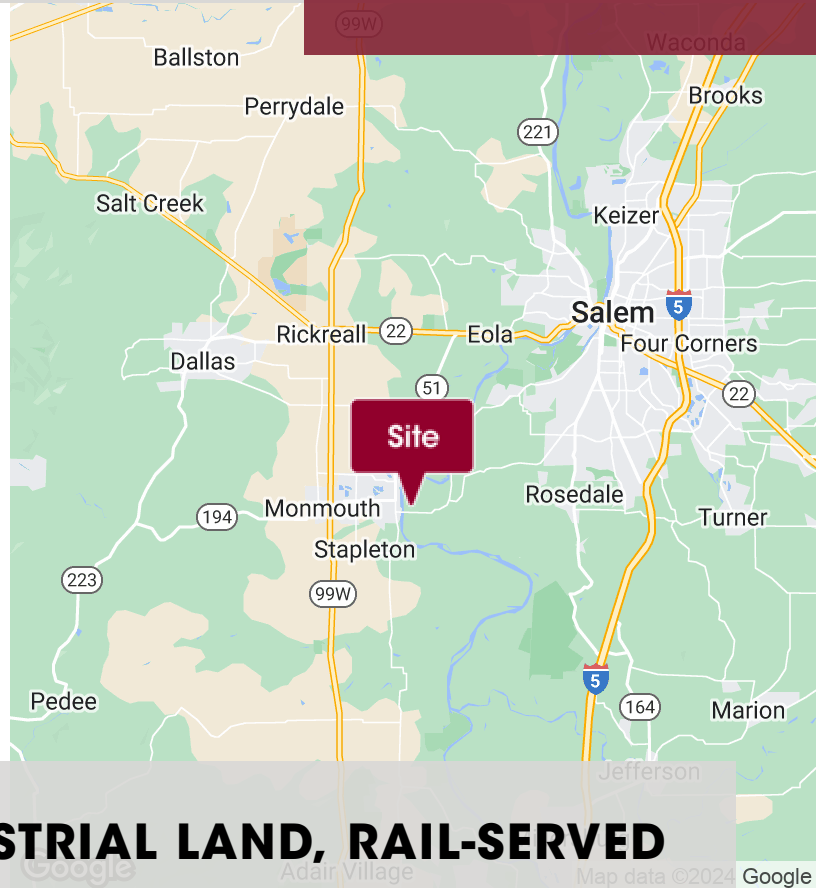 99W
Waconda
Ballston
Brooks
Perrydale
221
Salt Creek
Keizer
5
Salem
22
Rickreall
Eola
Four Corners
Dallas
51
22
Site
Rosedale
Monmouth
194
Turner
Stapleton
223
99W
5
Pedee
164
Marion
Jefferson
STRIAL LAND, RAIL-SERVED
Google
Adair Village
Map data ©2024 Google